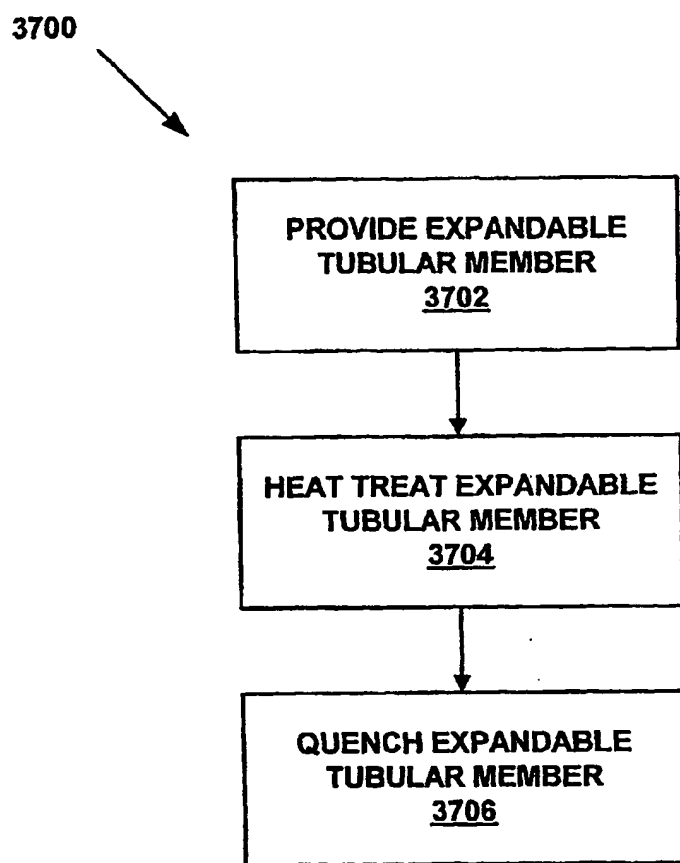 3700
PROVIDE EXPANDABLE
TUBULAR MEMBER
3702
HEAT TREAT EXPANDABLE
TUBULAR MEMBER
3704
QUENCH EXPANDABLE
TUBULAR MEMBER
3706